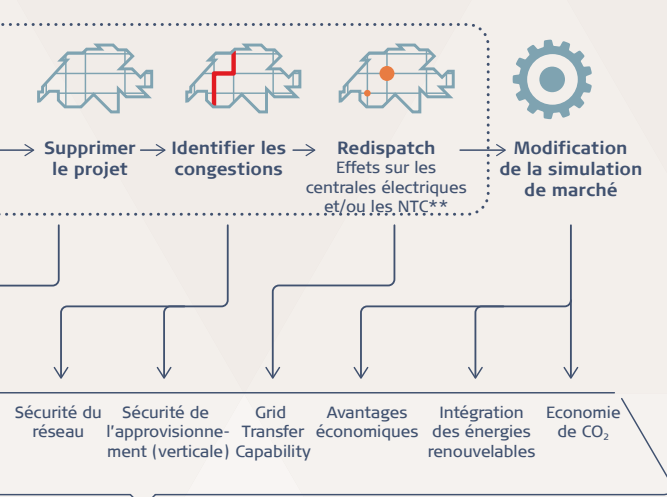 Supprimer
le projet
Identifier les
congestions
Redispatch
Effets sur les
centrales électriques
et/ou les NTC**
Modification
de la simulation
de marché
Sécurité du
réseau
Sécurité de
l'approvisionne-
ment (verticale)
Grid
Transfer
Capability
Avantages
économiques
Intégration
des énergies
renouvelables
Economie
de CO₂